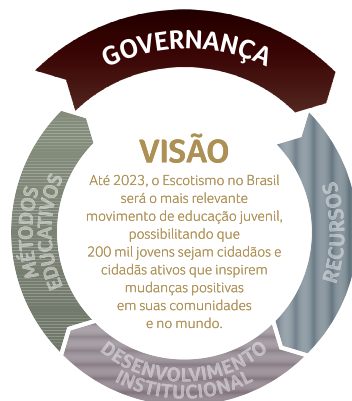 GOVERNANÇA
VISÃO
Até 2023, o Escotismo no Brasil
será o mais relevante
movimento de educação juvenil,
possibilitando que
200 mil jovens sejam cidadãos e
cidadãs ativos que inspirem
mudanças positivas
em suas comunidades
e no mundo.
RECURSOS
DESENVOLVIMENTO
INSTITUCIONAL
MÉTODOS
EDUCATIVOS